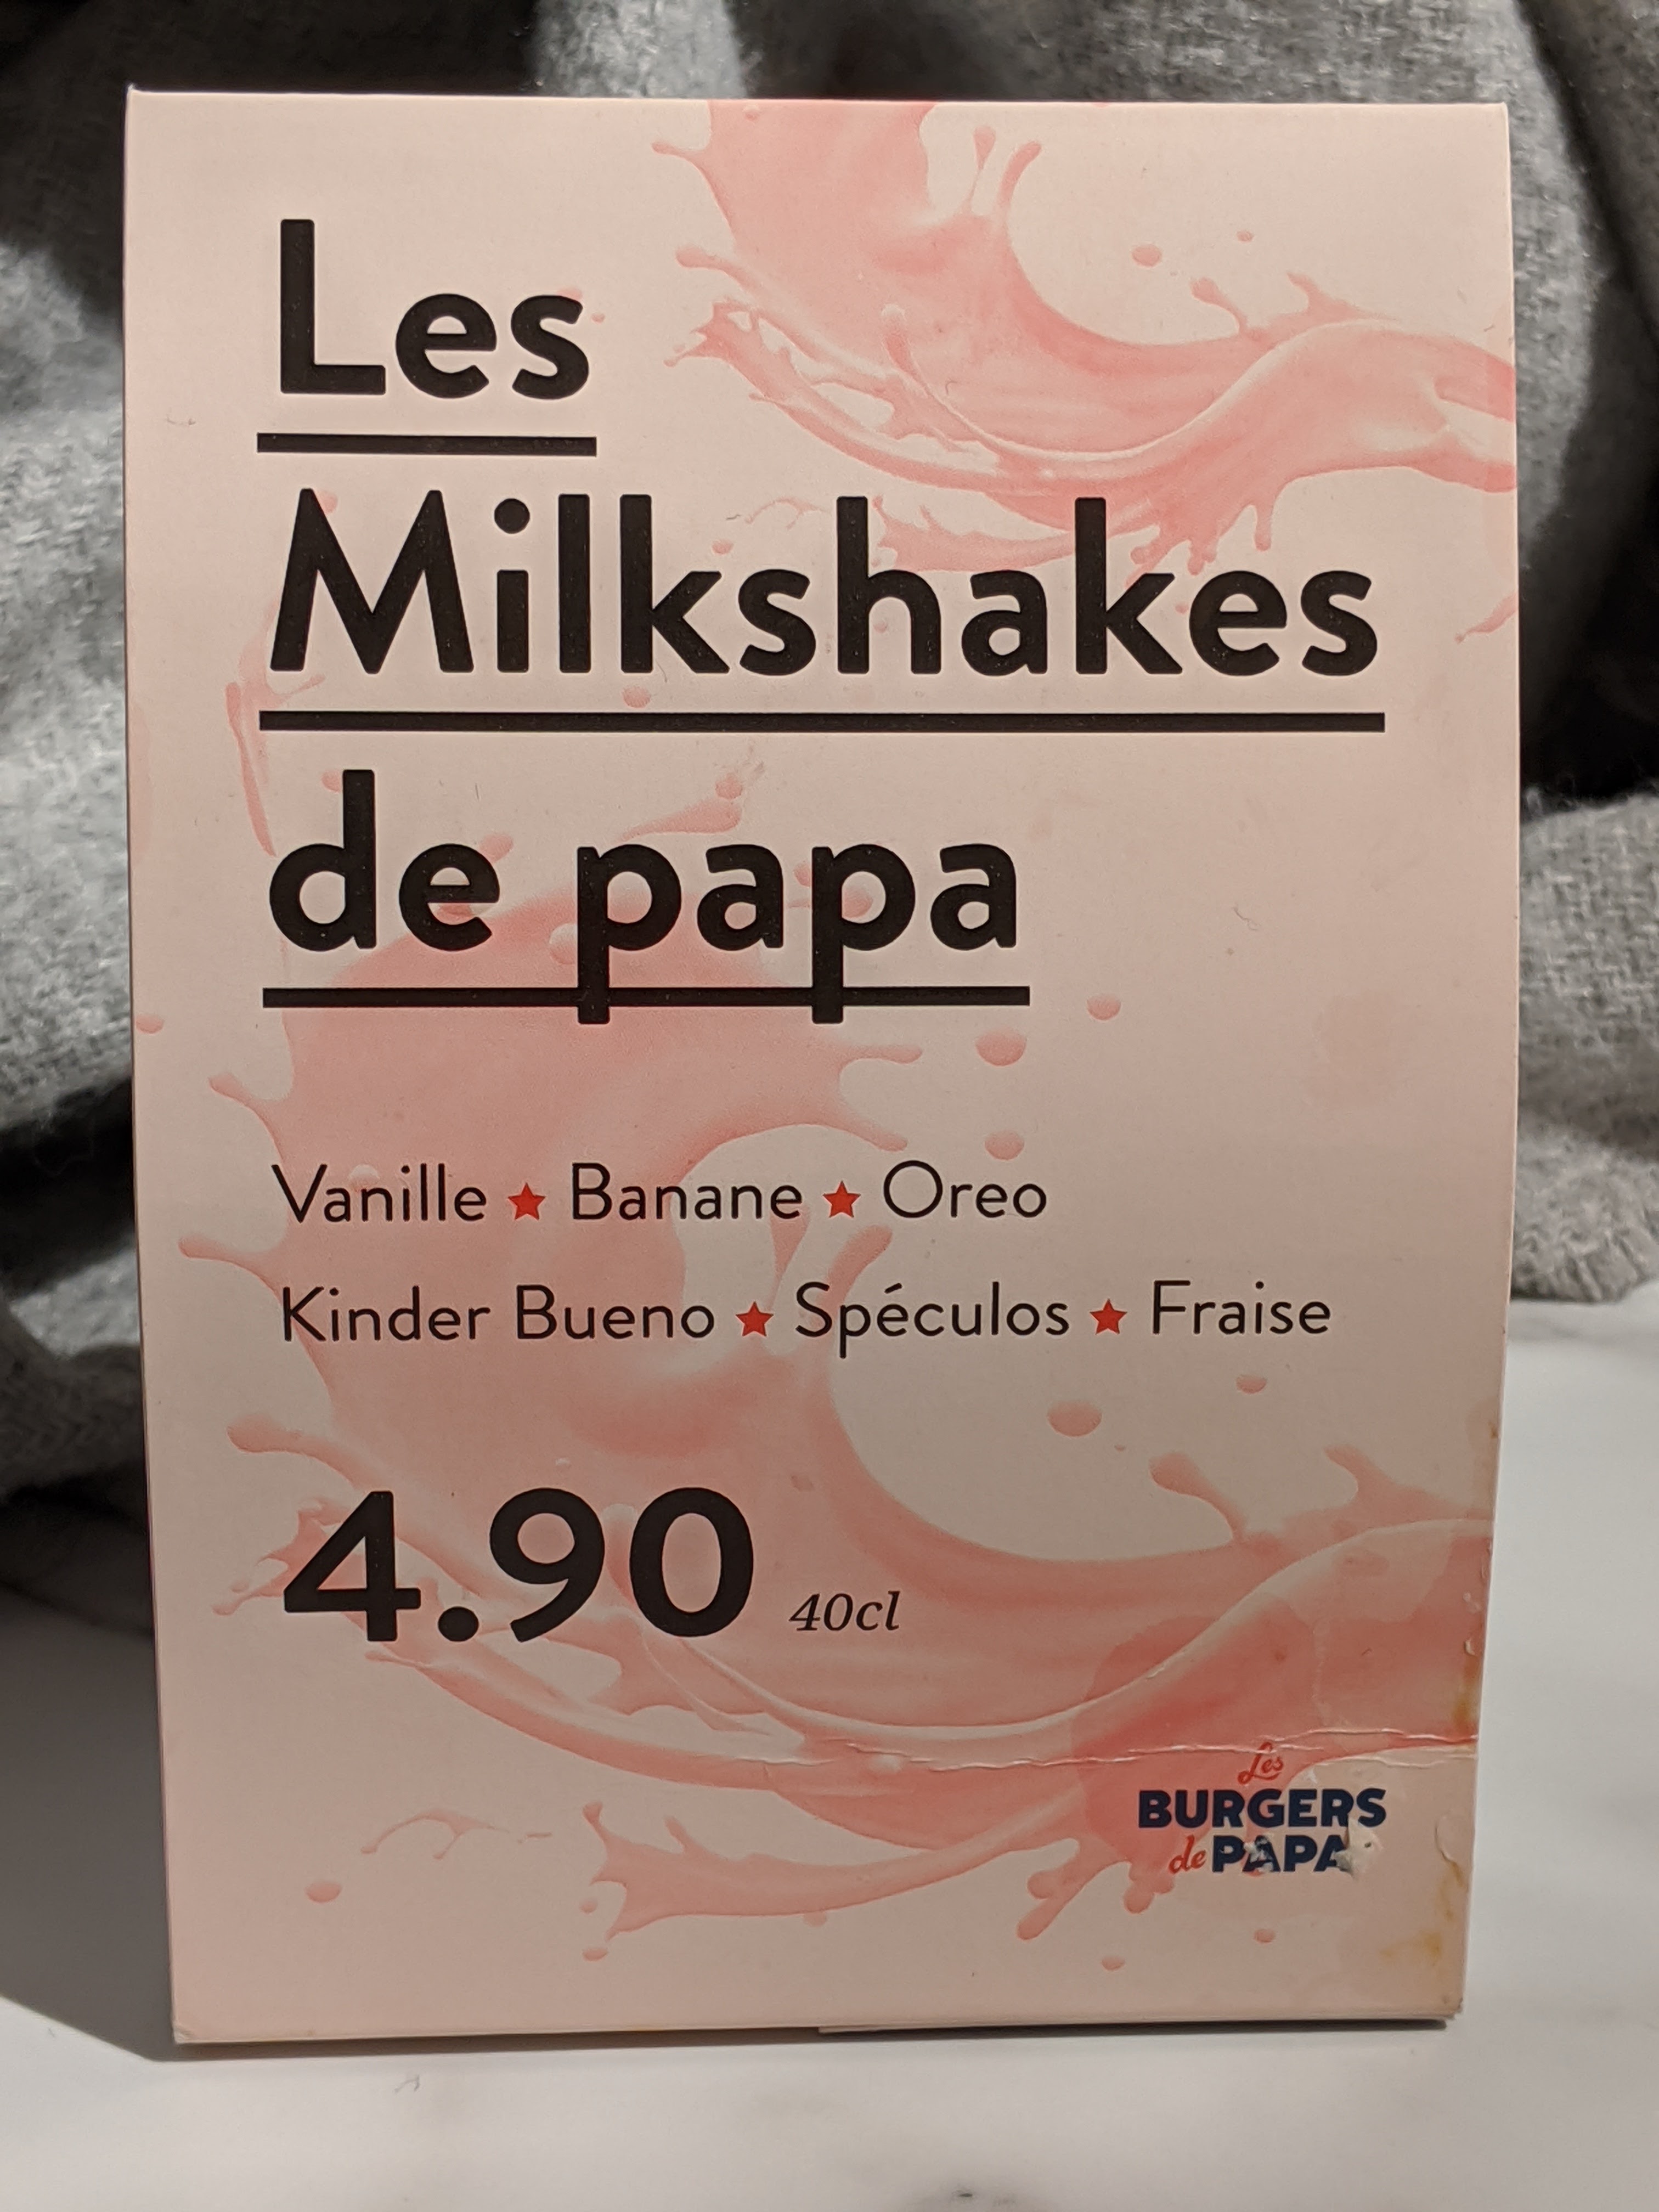 Les
Milkshakes
de papa
Vanille ★ Banane ★ Oreo
Kinder Bueno ★ Spéculos ★ Fraise
4.90 40cl
Les
BURGERS
de PAPA